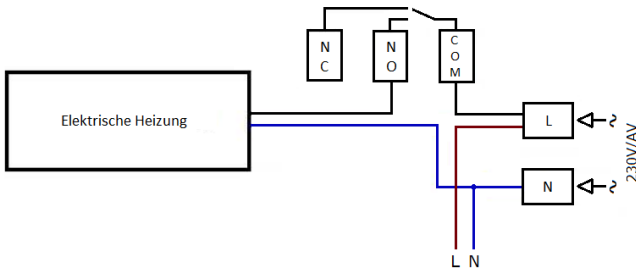 N
C
N
O
C
O
M
Elektrische Heizung
L
~
230V/AV
N
~
L N